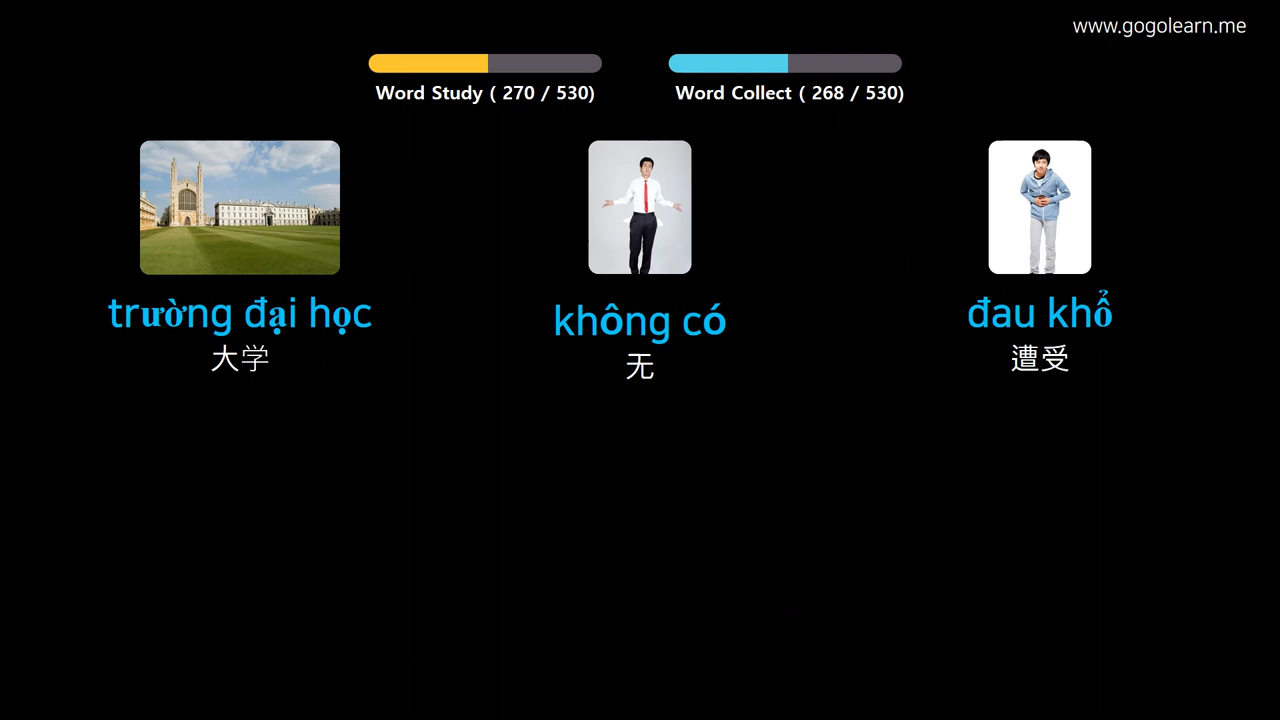 www.gogolearn.me
Word Study ( 270 / 530)
Word Collect ( 268 / 530)
trường đại học
大学
không có
无
đau khổ
遭受